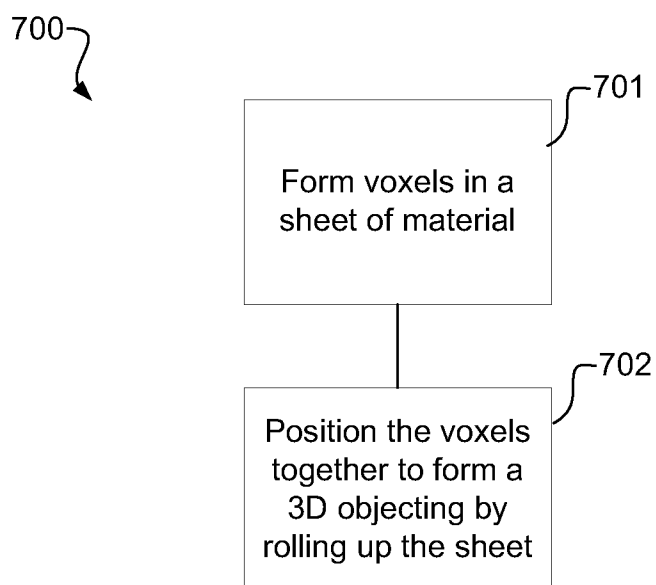 700
701
Form voxels in a
sheet of material
702
Position the voxels
together to form a
3D objecting by
rolling up the sheet